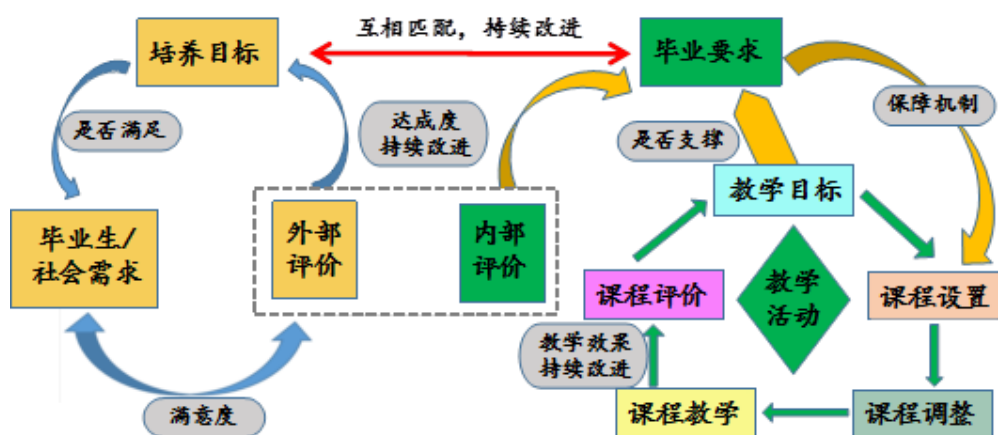 互相匹配，持续改进
培养目标
毕业要求
是否满足
达成度
持续改进
保障机制
是否支撑
教学目标
毕业生/
社会需求
外部
评价
内部
评价
课程评价
教学
活动
课程设置
教学效果
持续改进
满意度
课程教学
课程调整